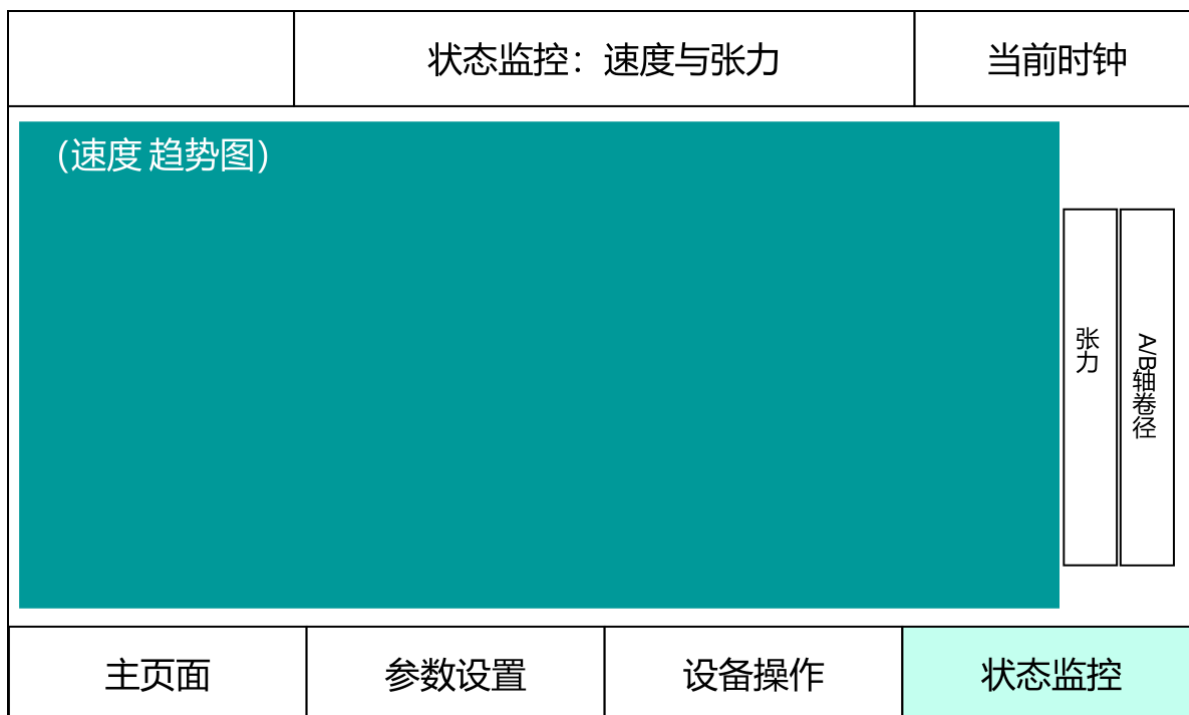 状态监控：速度与张力
当前时钟
（速度 趋势图）
张力
A/B轴卷径
主页面
参数设置
设备操作
状态监控